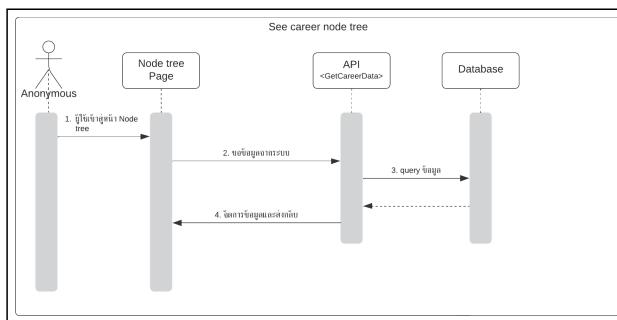 See career node tree
Node tree
Page
API
<GetCareerData>
Database
Anonymous
1. ผู้ใช้เข้าสู่หน้า Node
tree
2. ขอข้อมูลจากระบบ
3. query ข้อมูล
4. จัดการข้อมูลและส่งกลับ